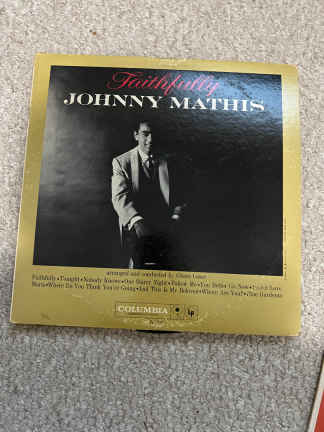 Faithfully
JOHNNY MATHIS
arranged and conducted by Glenn Osser
Faithfully•Tonight•Nobody Knows•One Starry Night•Follow Me•You Better Go Now•Secret Love
Maria•Where Do You Think You're Going•And This Is My Beloved•Where Are You?•Blue Gardenia
COLUMBIA LP